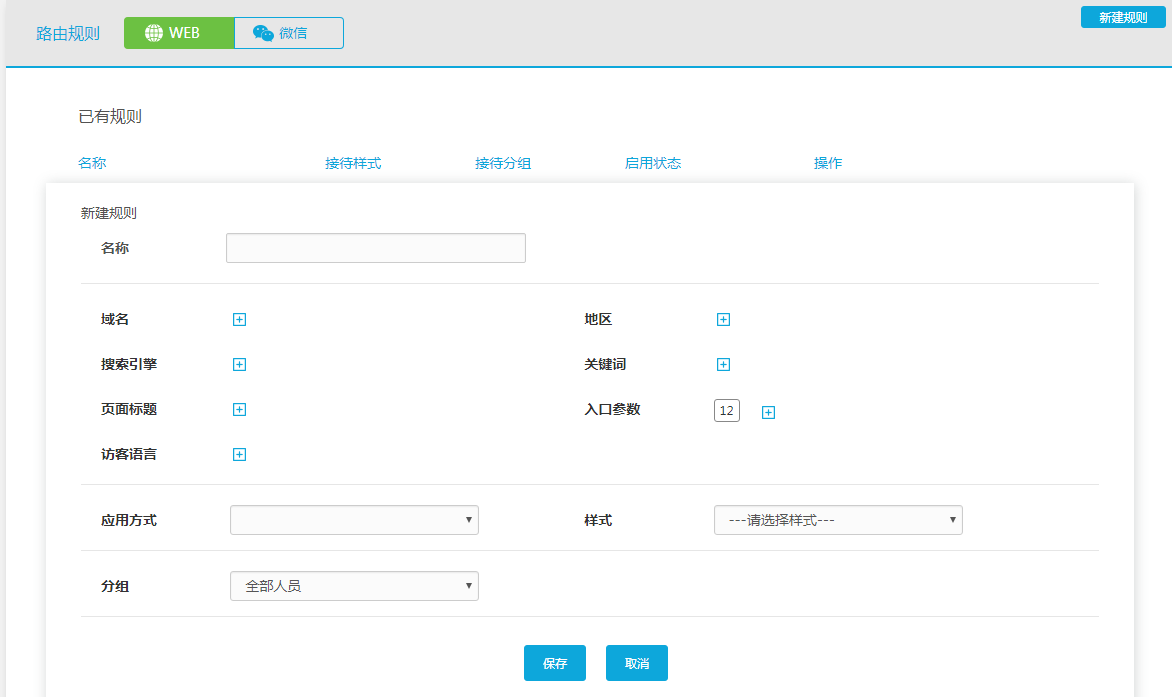 路由规则 WEB 微信 新建规则
已有规则
名称 接待样式 接待分组 启用状态 操作
新建规则
名称
域名 地区
搜索引擎 关键词
页面标题 入口参数 12
访客语言
应用方式 样式 ---请选择样式---
分组 全部人员
保存 取消